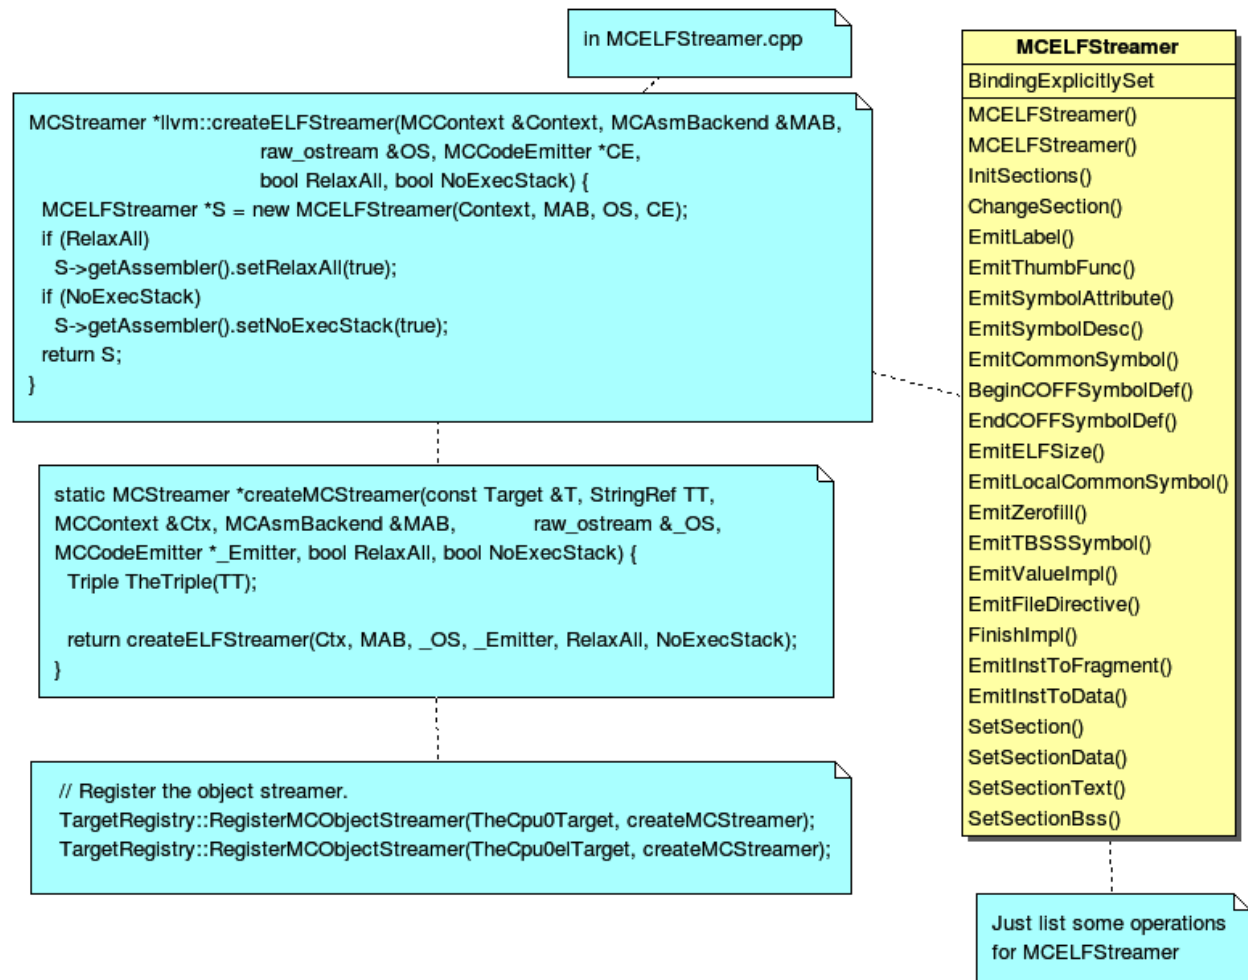 in MCELFStreamer.cpp
MCStreamer *llvm::createELFStreamer(MCContext &Context, MCAsmBackend &MAB,
raw_ostream &OS, MCCodeEmitter *CE,
bool RelaxAll, bool NoExecStack) {
MCELFStreamer *S = new MCELFStreamer(Context, MAB, OS, CE);
if (RelaxAll)
S->getAssembler().setRelaxAll(true);
if (NoExecStack)
S->getAssembler().setNoExecStack(true);
return S;
}
static MCStreamer *createMCStreamer(const Target &T, StringRef TT,
MCContext &Ctx, MCAsmBackend &MAB, raw_ostream &_OS,
MCCodeEmitter *_Emitter, bool RelaxAll, bool NoExecStack) {
Triple TheTriple(TT);
return createELFStreamer(Ctx, MAB, _OS, _Emitter, RelaxAll, NoExecStack);
}
// Register the object streamer.
TargetRegistry::RegisterMCObjectStreamer(TheCpu0Target, createMCStreamer);
TargetRegistry::RegisterMCObjectStreamer(TheCpu0elTarget, createMCStreamer);
MCELFStreamer
BindingExplicitlySet
MCELFStreamer()
MCELFStreamer()
InitSections()
ChangeSection()
EmitLabel()
EmitThumbFunc()
EmitSymbolAttribute()
EmitSymbolDesc()
EmitCommonSymbol()
BeginCOFFSymbolDef()
EndCOFFSymbolDef()
EmitELFSize()
EmitLocalCommonSymbol()
EmitZerofill()
EmitTBSSSymbol()
EmitValueImpl()
EmitFileDirective()
FinishImpl()
EmitInstToFragment()
EmitInstToData()
SetSection()
SetSectionData()
SetSectionText()
SetSectionBss()
Just list some operations
for MCELFStreamer